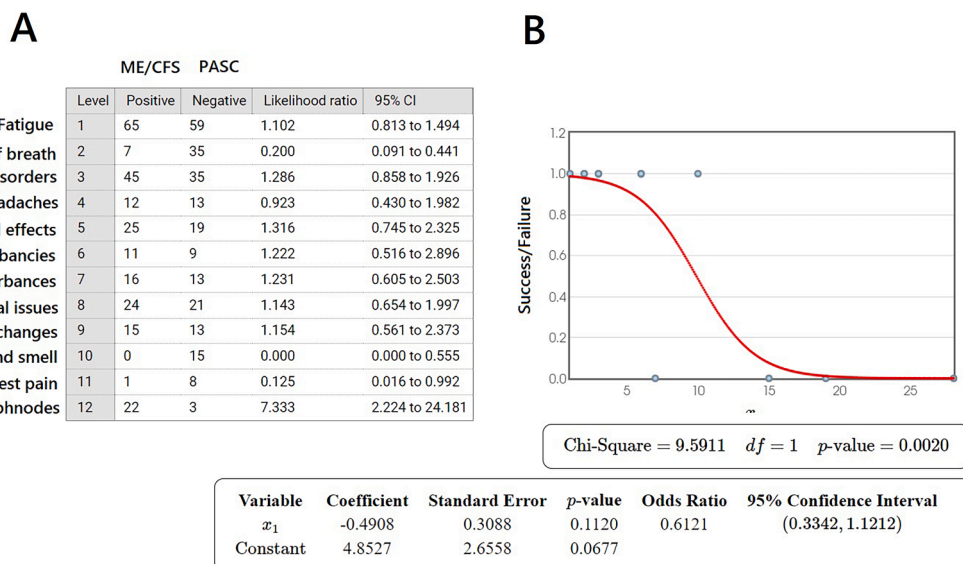 A
B
ME/CFS PASC
Level Positive Negative Likelihood ratio 95% CI
Fatigue 1 65 59 1.102 0.813 to 1.494
f breath 2 7 35 0.200 0.091 to 0.441
sorders 3 45 35 1.286 0.858 to 1.926
adaches 4 12 13 0.923 0.430 to 1.982
l effects 5 25 19 1.316 0.745 to 2.325
bancies 6 11 9 1.222 0.516 to 2.896
rbances 7 16 13 1.231 0.605 to 2.503
al issues 8 24 21 1.143 0.654 to 1.997
changes 9 15 13 1.154 0.561 to 2.373
nd smell 10 0 15 0.000 0.000 to 0.555
est pain 11 1 8 0.125 0.016 to 0.992
phnodes 12 22 3 7.333 2.224 to 24.181
Success/Failure
1.2
1.0
0.8
0.6
0.4
0.2
0.0
5 10 15 20 25
Chi-Square = 9.5911 df = 1 p-value = 0.0020
Variable Coefficient Standard Error p-value Odds Ratio 95% Confidence Interval
x₁ -0.4908 0.3088 0.1120 0.6121 (0.3342, 1.1212)
Constant 4.8527 2.6558 0.0677